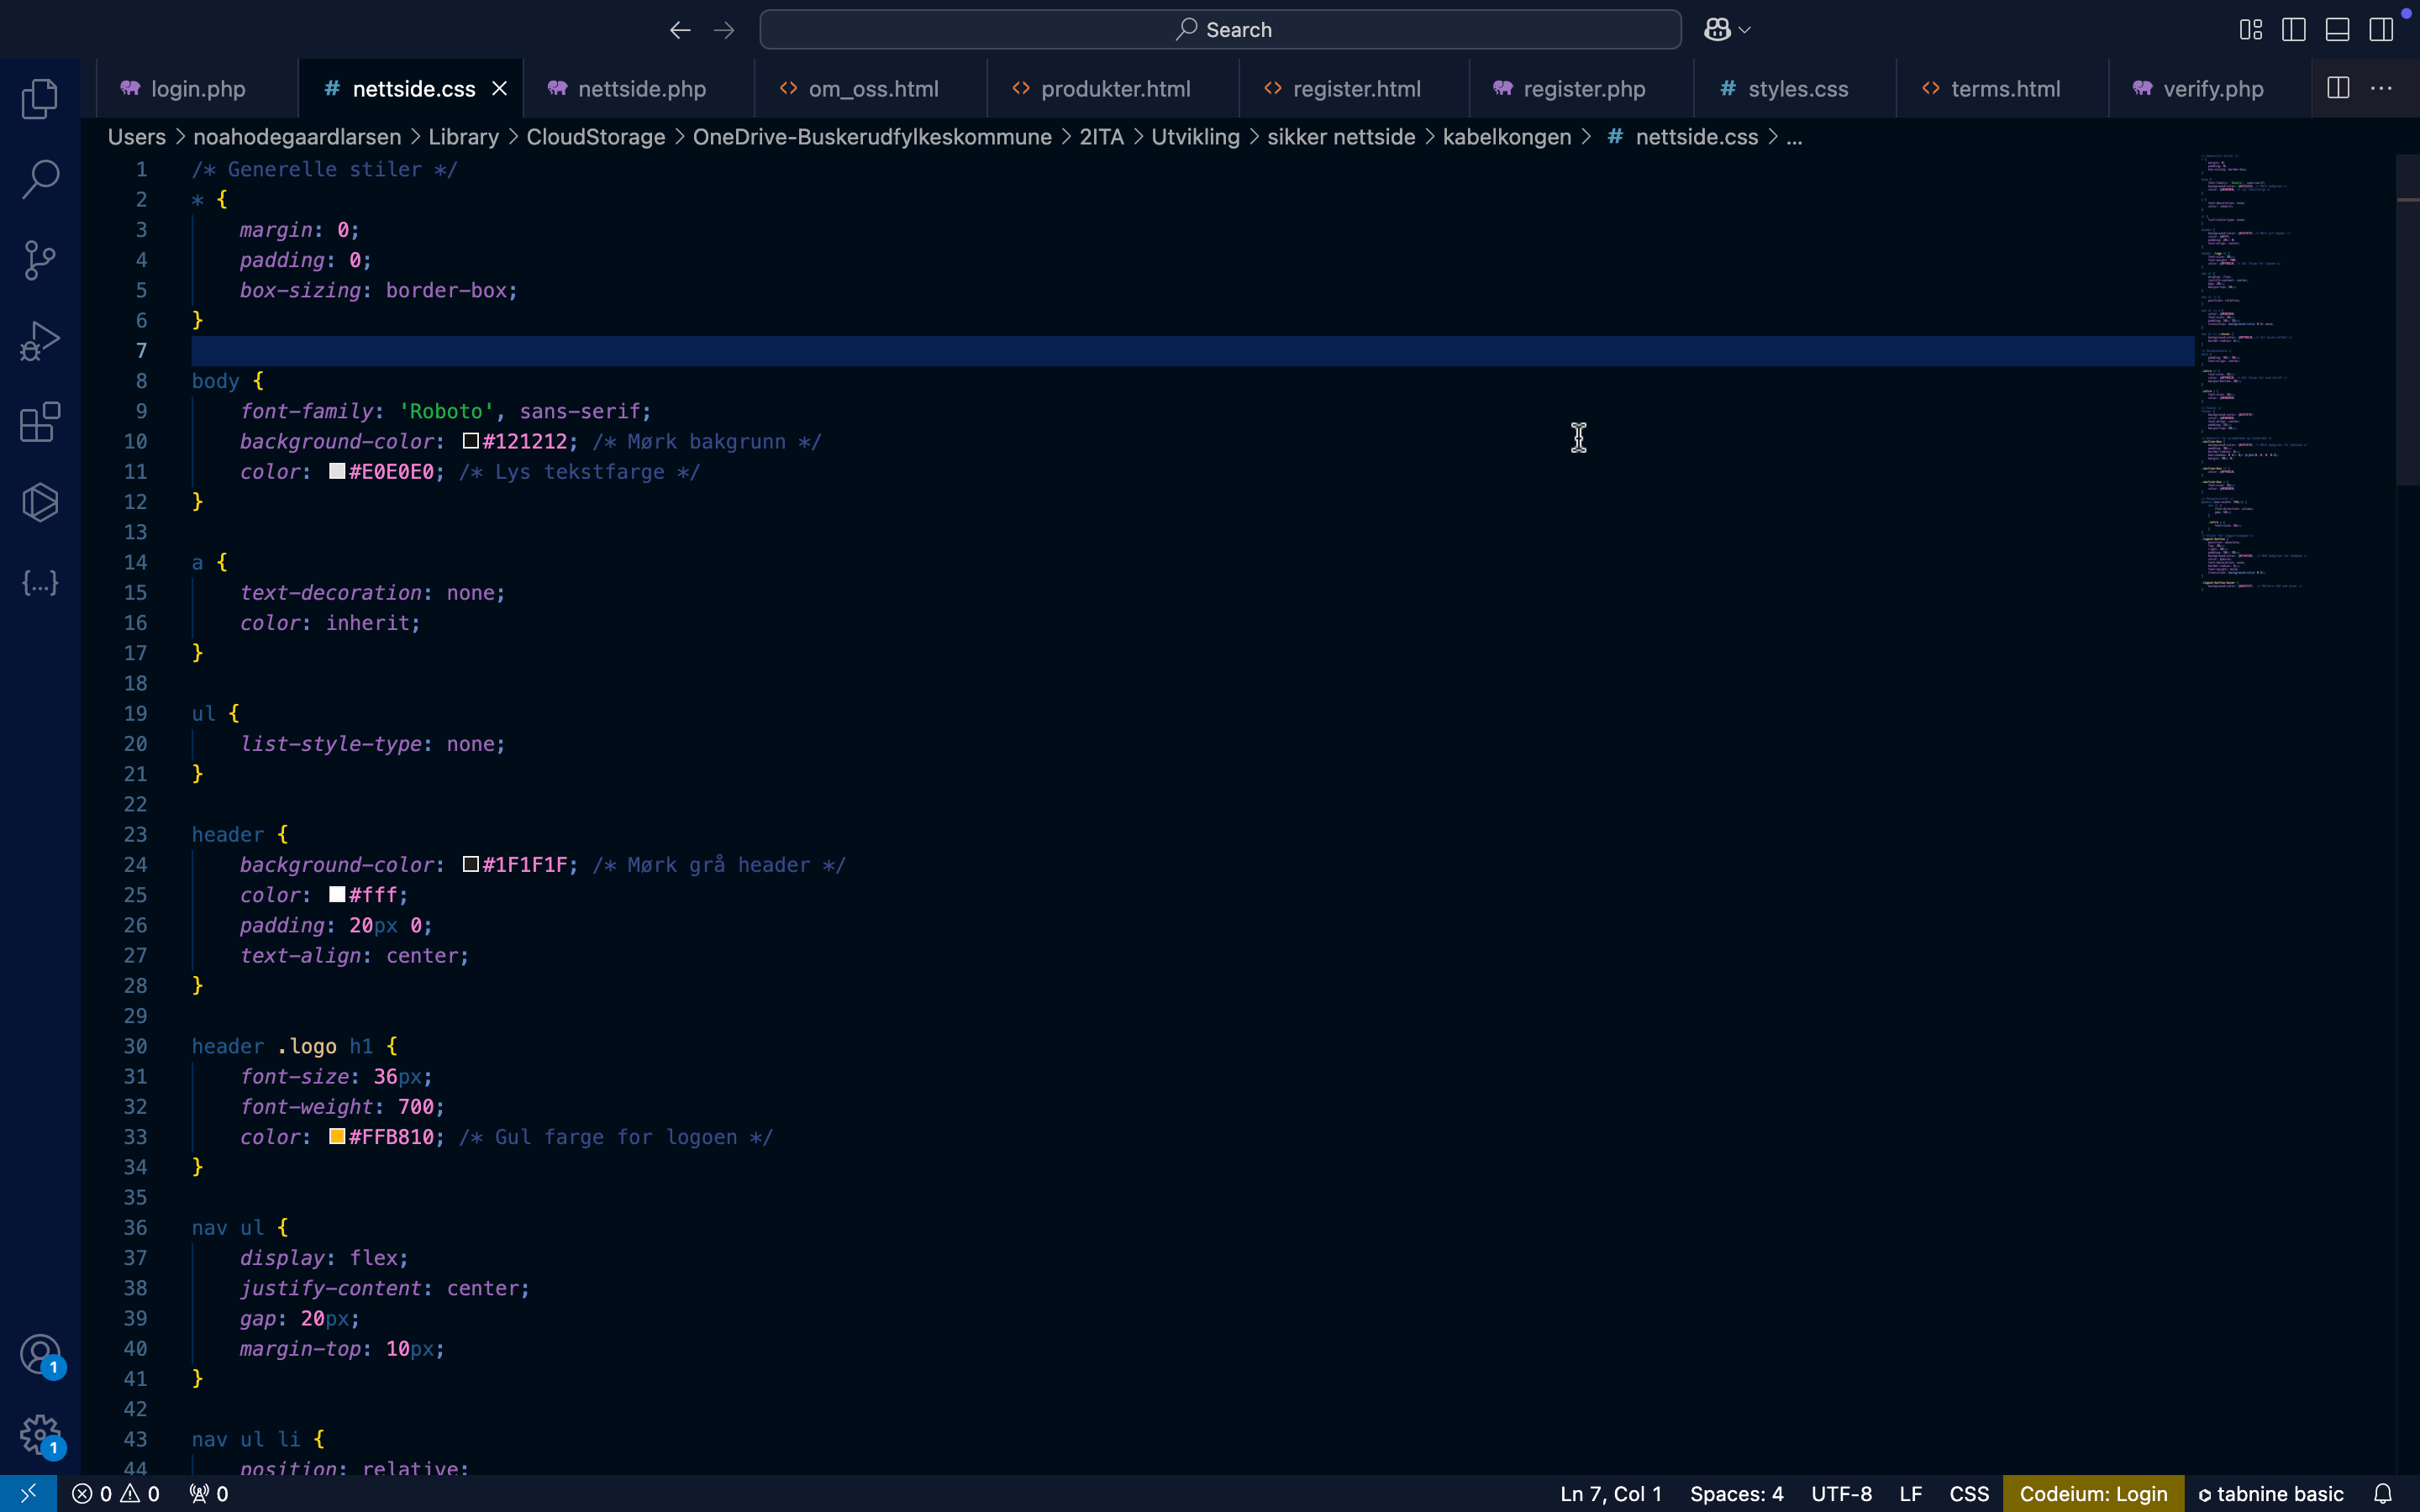 Search
login.php
nettside.css
nettside.php
om_oss.html
produkter.html
register.html
register.php
styles.css
terms.html
verify.php
Users > noahodegaardlarsen > Library > CloudStorage > OneDrive-Buskerudfylkeskommune > 2ITA > Utvikling > sikker nettside > kabelkongen > # nettside.css > ...
1 /* Generelle stiler */
2 * {
3 margin: 0;
4 padding: 0;
5 box-sizing: border-box;
6 }
7
8 body {
9 font-family: 'Roboto', sans-serif;
10 background-color: #121212; /* Mørk bakgrunn */
11 color: #E0E0E0; /* Lys tekstfarge */
12 }
13
14 a {
15 text-decoration: none;
16 color: inherit;
17 }
18
19 ul {
20 list-style-type: none;
21 }
22
23 header {
24 background-color: #1F1F1F; /* Mørk grå header */
25 color: #fff;
26 padding: 20px 0;
27 text-align: center;
28 }
29
30 header .logo h1 {
31 font-size: 36px;
32 font-weight: 700;
33 color: #FFB810; /* Gul farge for logoen */
34 }
35
36 nav ul {
37 display: flex;
38 justify-content: center;
39 gap: 20px;
40 margin-top: 10px;
41 }
42
43 nav ul li {
44 position: relative;
1
1
0 0 0 Ln 7, Col 1 Spaces: 4 UTF-8 LF CSS Codeium: Login tabnine basic